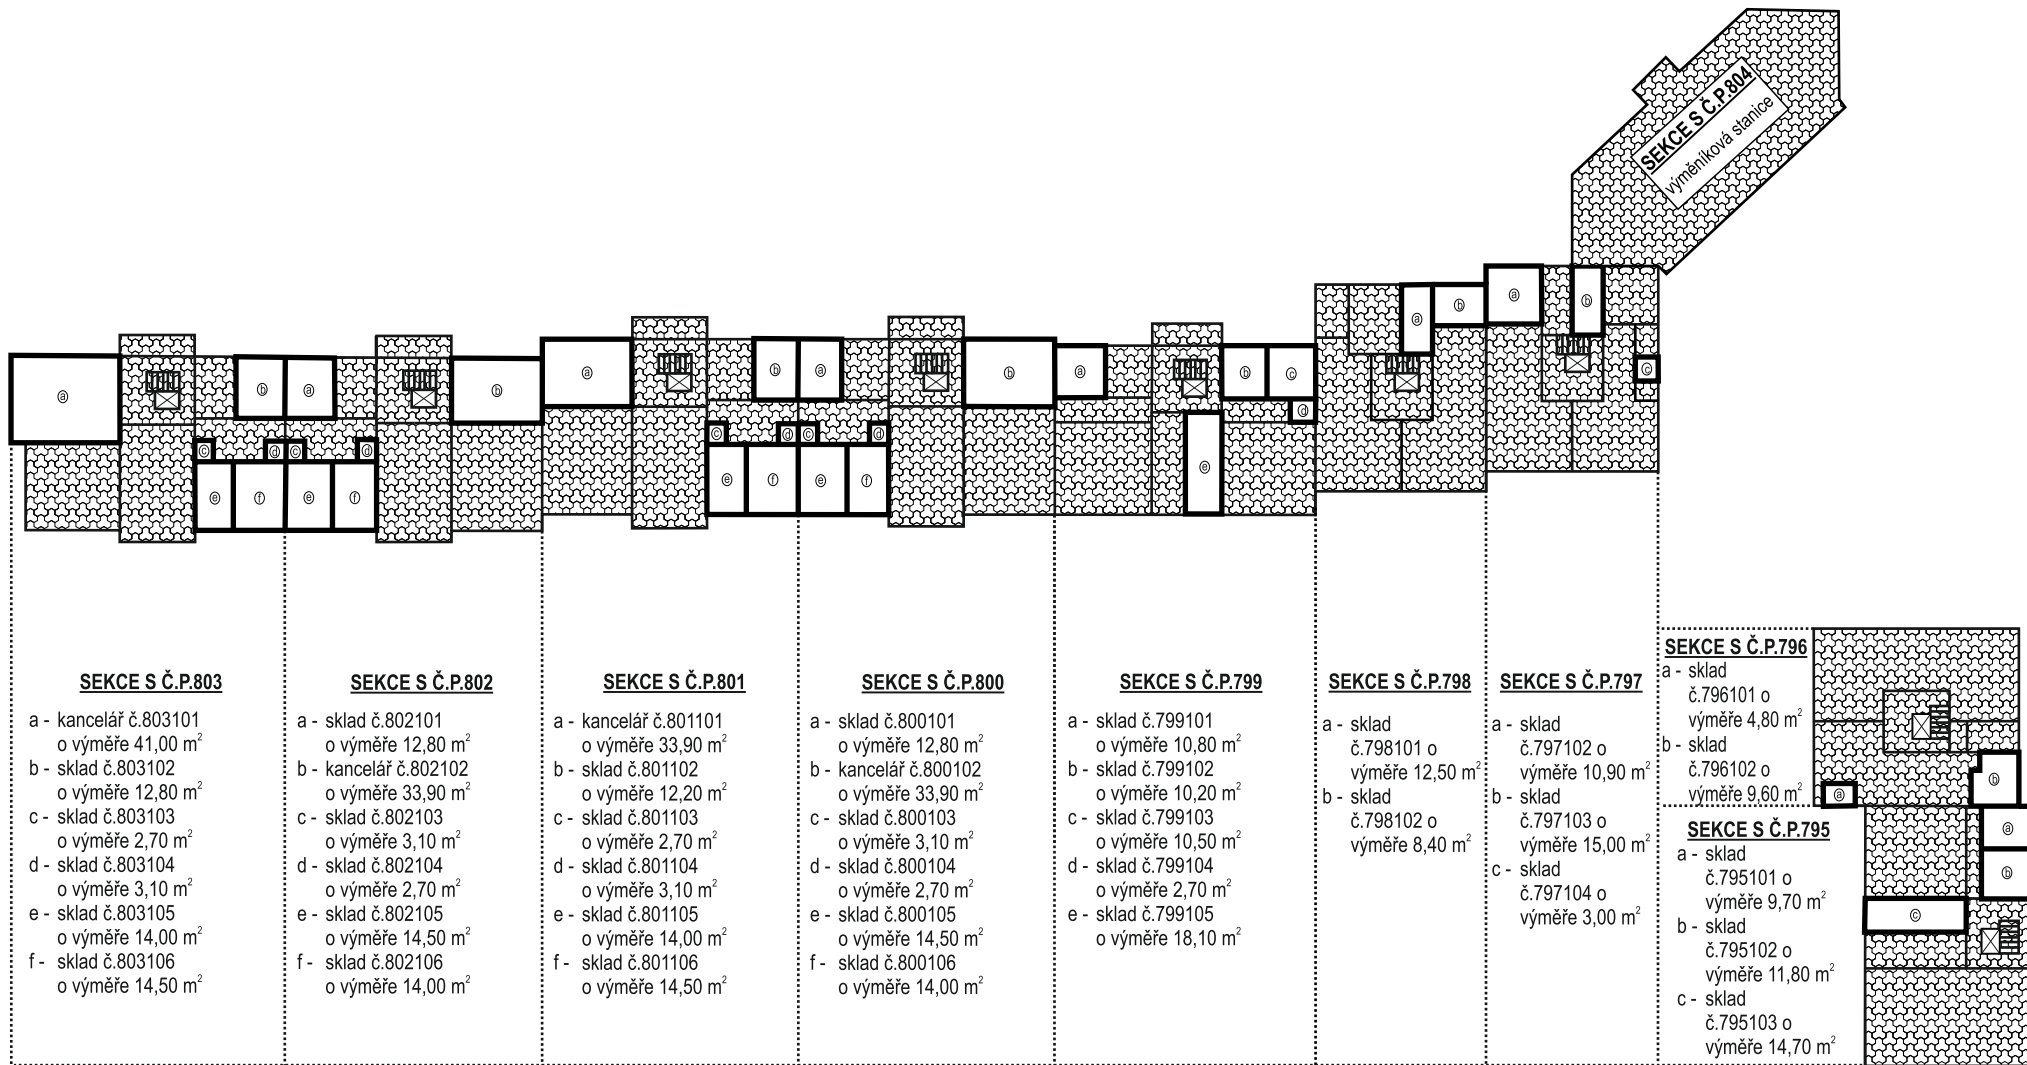 SEKCE S Č.P.804
výměníková stanice
a
b
a
b
a
b
a
b
a
b
c
a
b
a
b
c
c
d
c
d
c
d
c
d
d
e
f
e
f
e
f
e
f
e
SEKCE S Č.P.803
a - kancelář č.803101
o výměře 41,00 m²
b - sklad č.803102
o výměře 12,80 m²
c - sklad č.803103
o výměře 2,70 m²
d - sklad č.803104
o výměře 3,10 m²
e - sklad č.803105
o výměře 14,00 m²
f - sklad č.803106
o výměře 14,50 m²
SEKCE S Č.P.802
a - sklad č.802101
o výměře 12,80 m²
b - kancelář č.802102
o výměře 33,90 m²
c - sklad č.802103
o výměře 3,10 m²
d - sklad č.802104
o výměře 2,70 m²
e - sklad č.802105
o výměře 14,50 m²
f - sklad č.802106
o výměře 14,00 m²
SEKCE S Č.P.801
a - kancelář č.801101
o výměře 33,90 m²
b - sklad č.801102
o výměře 12,20 m²
c - sklad č.801103
o výměře 2,70 m²
d - sklad č.801104
o výměře 3,10 m²
e - sklad č.801105
o výměře 14,00 m²
f - sklad č.801106
o výměře 14,50 m²
SEKCE S Č.P.800
a - sklad č.800101
o výměře 12,80 m²
b - kancelář č.800102
o výměře 33,90 m²
c - sklad č.800103
o výměře 3,10 m²
d - sklad č.800104
o výměře 2,70 m²
e - sklad č.800105
o výměře 14,50 m²
f - sklad č.800106
o výměře 14,00 m²
SEKCE S Č.P.799
a - sklad č.799101
o výměře 10,80 m²
b - sklad č.799102
o výměře 10,20 m²
c - sklad č.799103
o výměře 10,50 m²
d - sklad č.799104
o výměře 2,70 m²
e - sklad č.799105
o výměře 18,10 m²
SEKCE S Č.P.798
a - sklad
č.798101 o
výměře 12,50 m²
b - sklad
č.798102 o
výměře 8,40 m²
SEKCE S Č.P.797
a - sklad
č.797102 o
výměře 10,90 m²
b - sklad
č.797103 o
výměře 15,00 m²
c - sklad
č.797104 o
výměře 3,00 m²
SEKCE S Č.P.796
a - sklad
č.796101 o
výměře 4,80 m²
b - sklad
č.796102 o
výměře 9,60 m²
a
b
SEKCE S Č.P.795
a - sklad
č.795101 o
výměře 9,70 m²
b - sklad
č.795102 o
výměře 11,80 m²
c - sklad
č.795103 o
výměře 14,70 m²
a
b
c